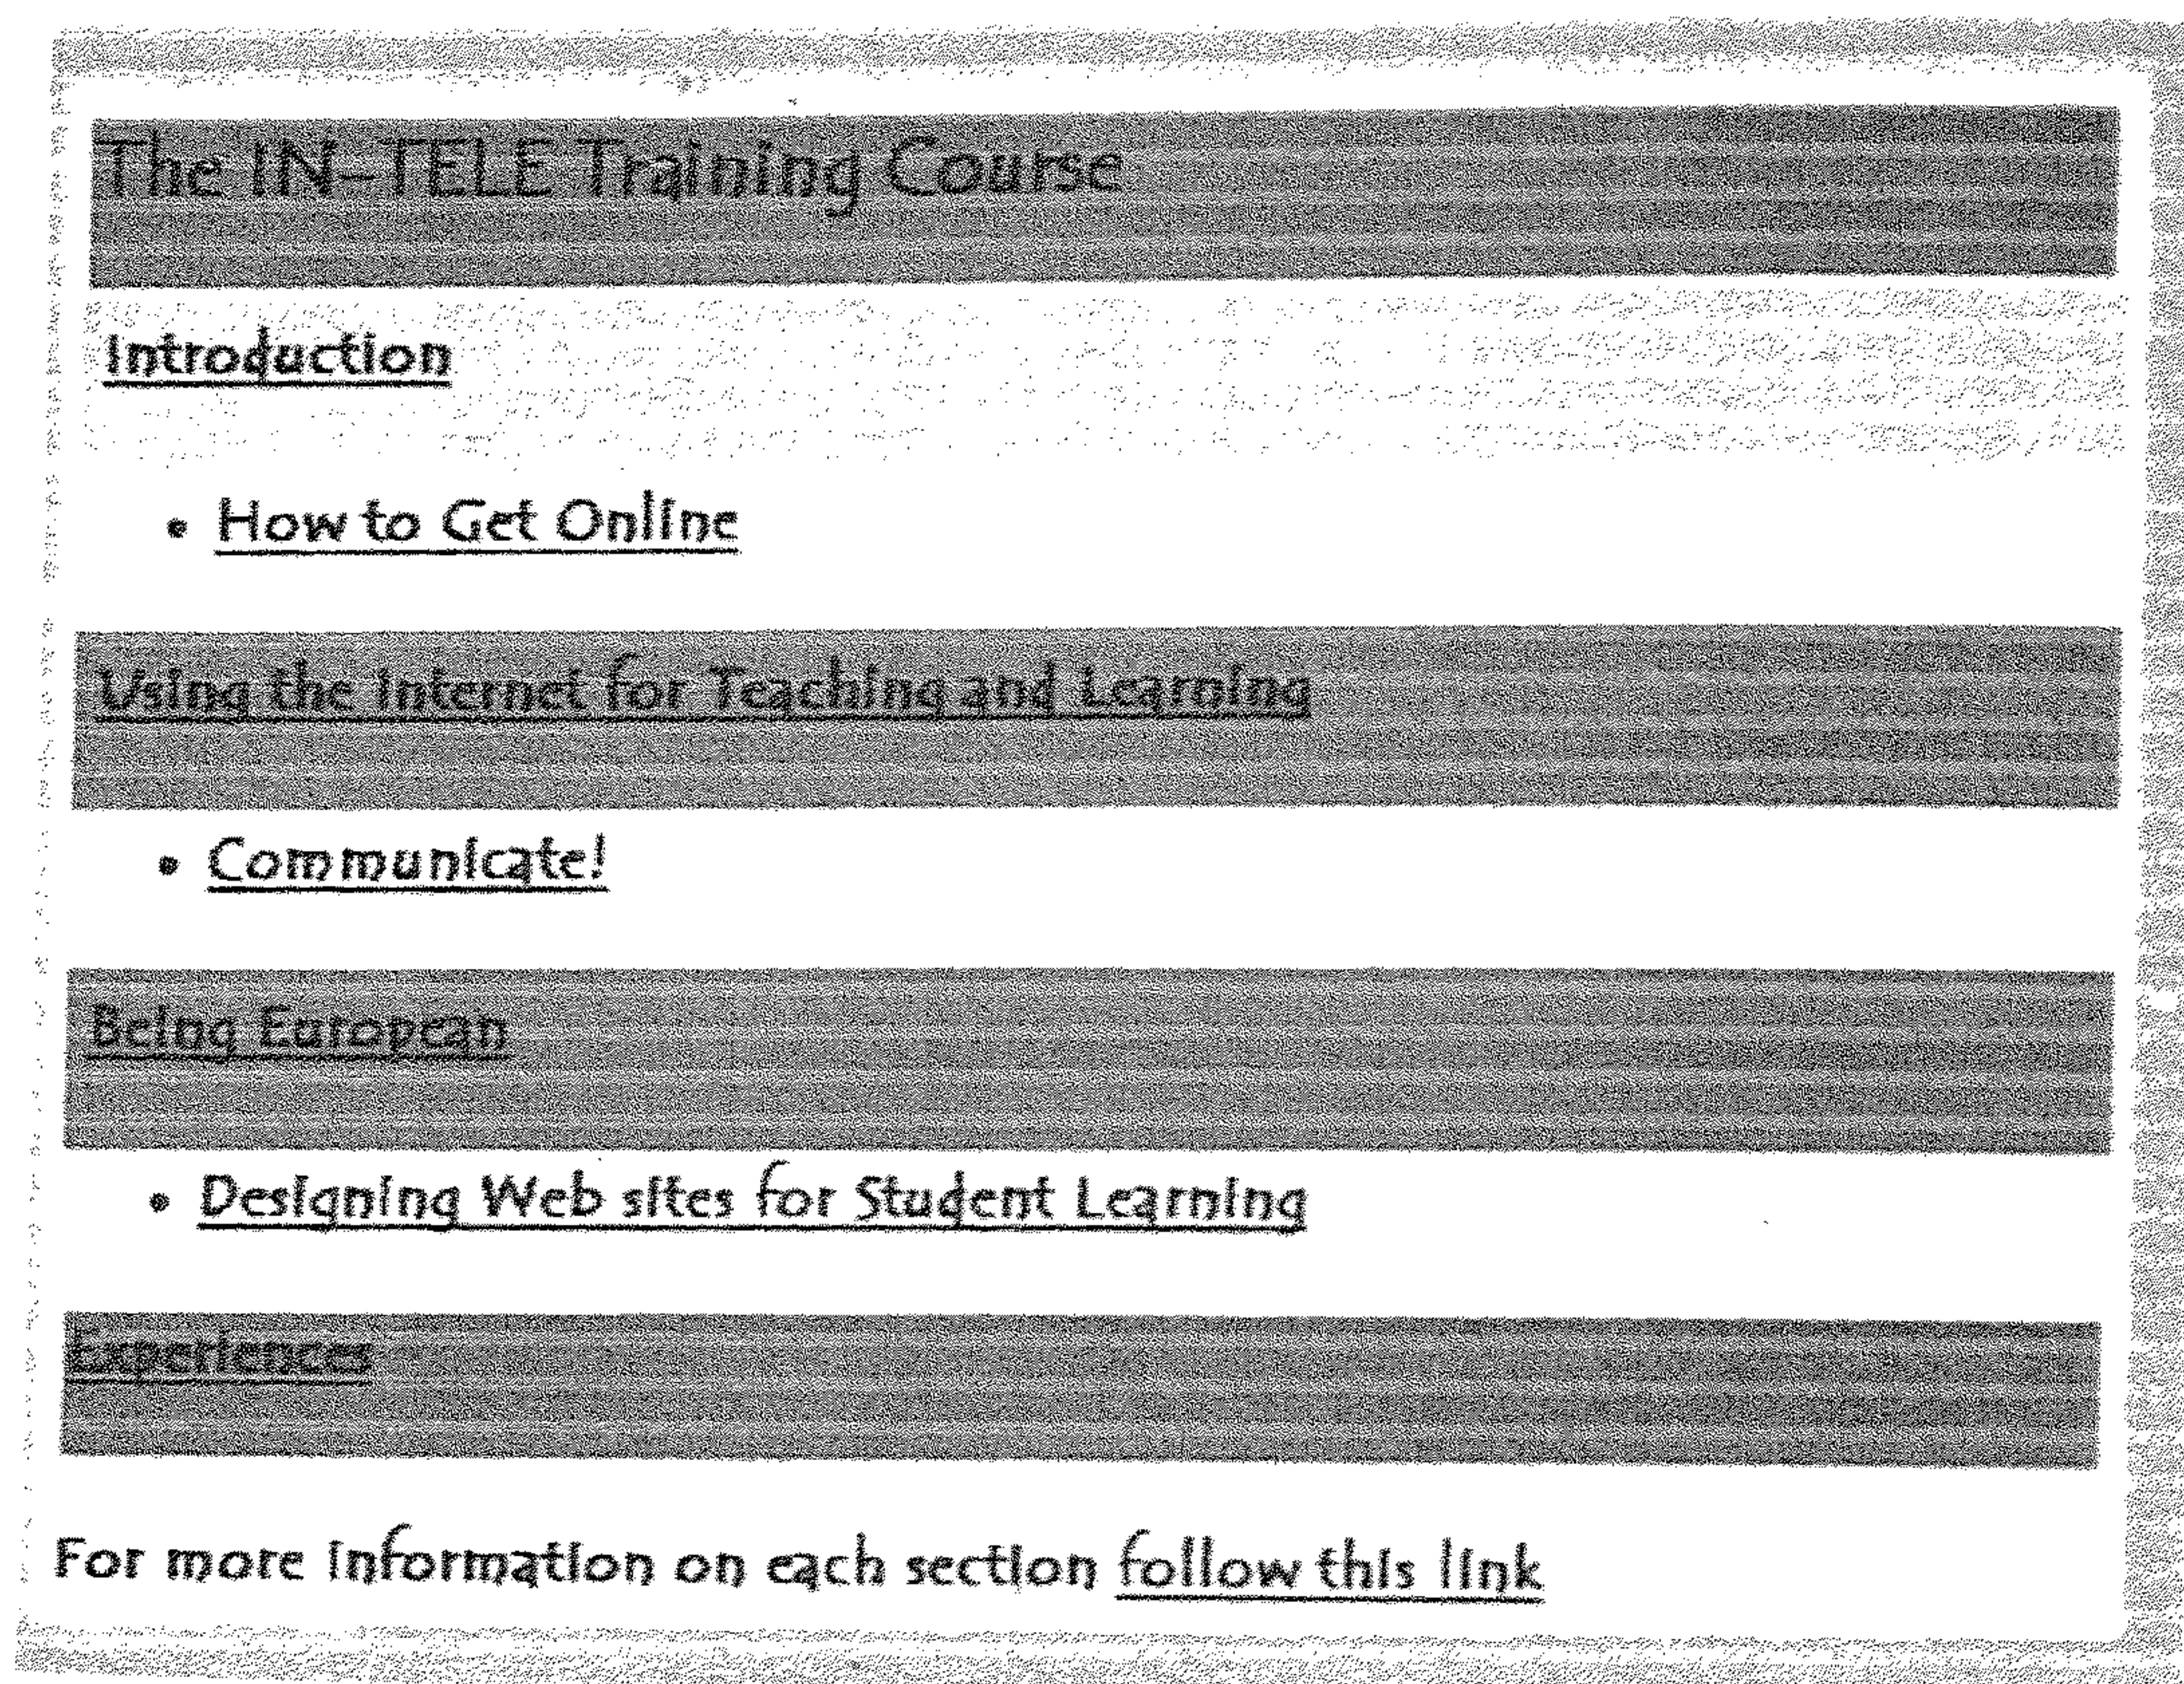 The IN-TELE Training Course
Introduction
• How to Get Online
Using the Internet for Teaching and Learning
• Communicate!
Being European
• Designing Web sites for Student Learning
Experiences
For more information on each section follow this link